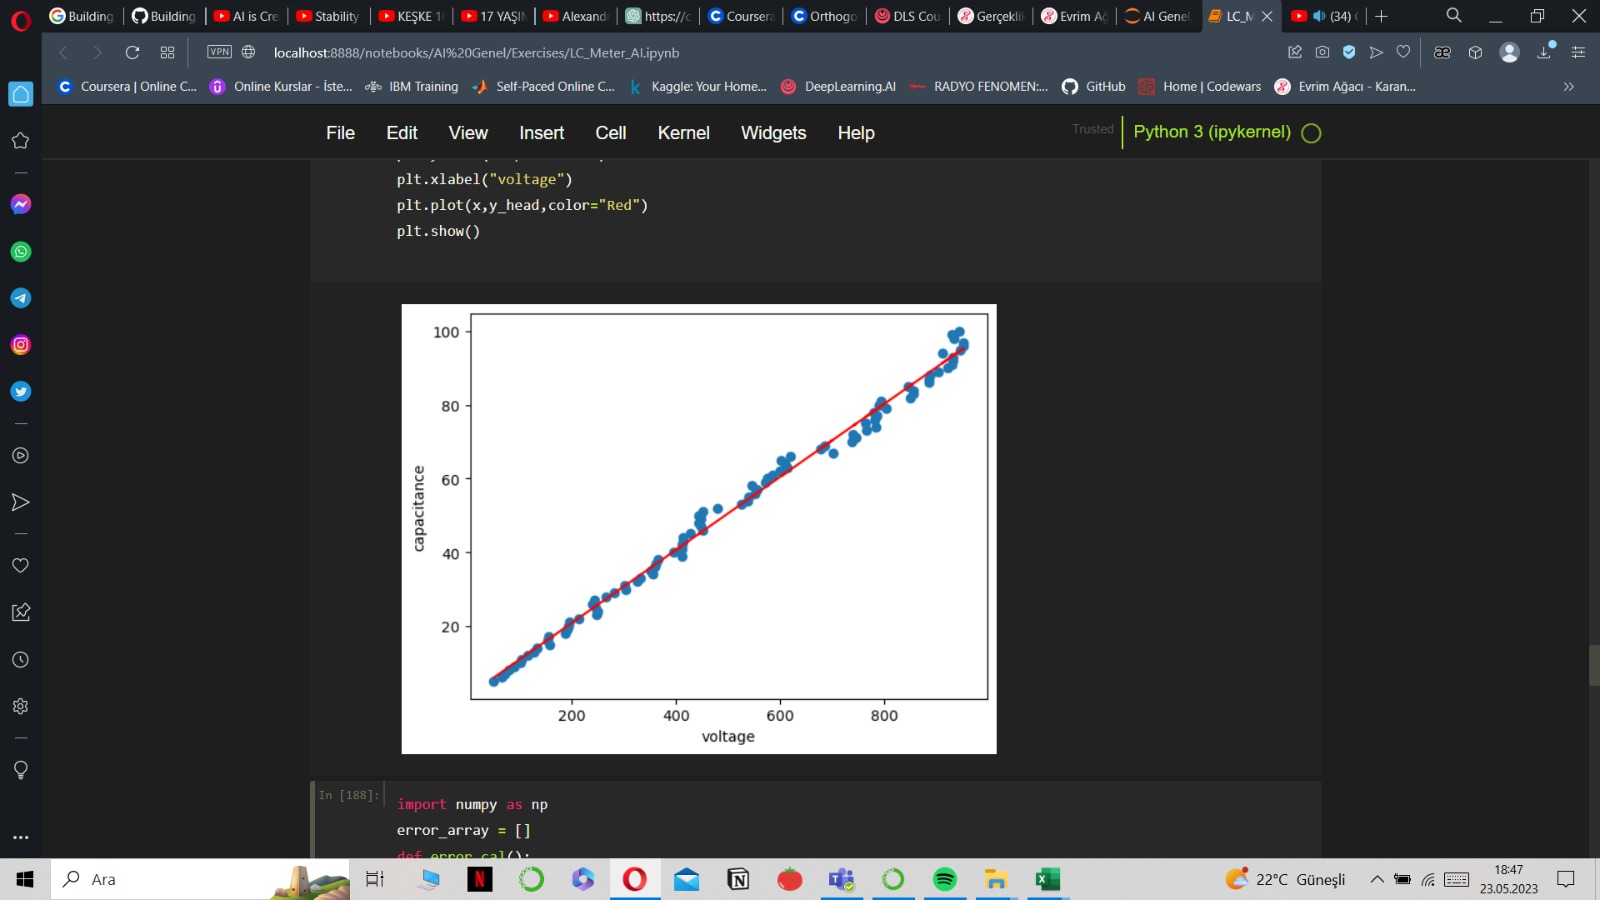 Building
Building
AI is Cre
Stability
KEŞKE 1
17 YAŞIN
Alexand
https://c
Coursera
Orthogo
DLS Cou
Gerçekli
Evrim Ağ
AI Genel
LC_M
(34)
VPN
localhost:8888/notebooks/AI%20Genel/Exercises/LC_Meter_AI.ipynb
Coursera | Online C...
Online Kurslar - İste...
IBM Training
Self-Paced Online C...
Kaggle: Your Home...
DeepLearning.AI
RADYO FENOMEN:...
GitHub
Home | Codewars
Evrim Ağacı - Karan...
File Edit View Insert Cell Kernel Widgets Help
Trusted
Python 3 (ipykernel)
plt.xlabel("voltage")
plt.plot(x,y_head,color="Red")
plt.show()
100
80
60
40
20
capacitance
200 400 600 800
voltage
In [188]:
import numpy as np
error_array = []
def error_cal():
Ara
22°C Güneşli
18:47
23.05.2023